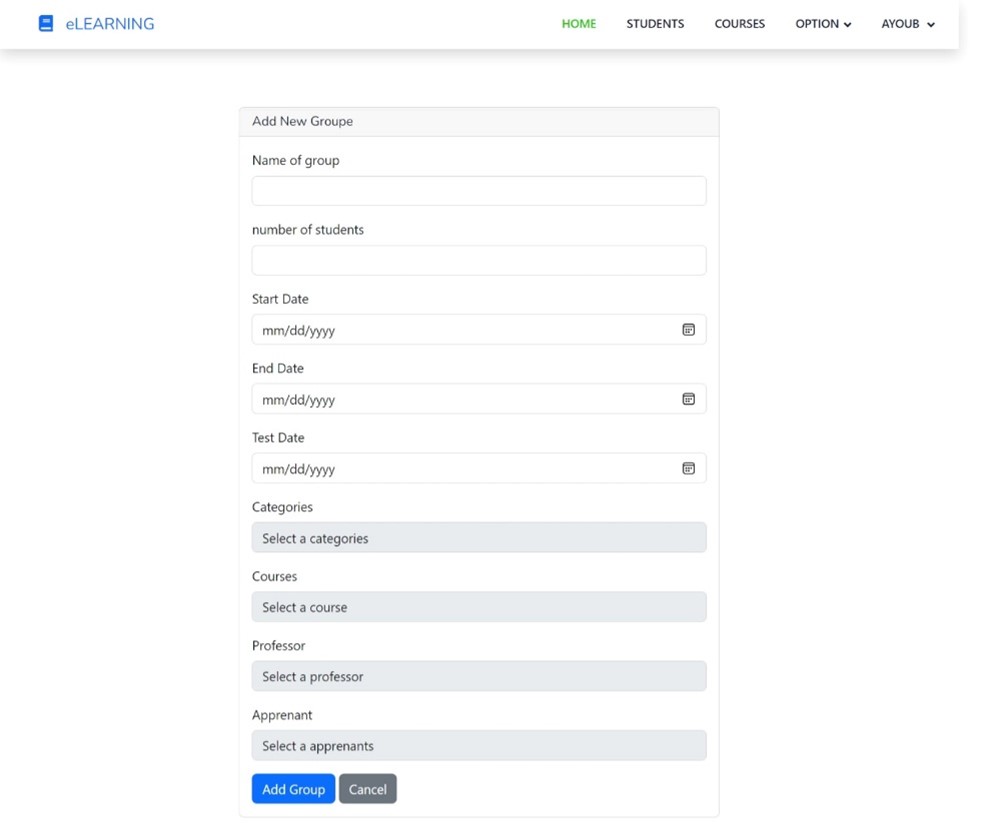 eLEARNING HOME STUDENTS COURSES OPTION AYOUB
Add New Groupe
Name of group
number of students
Start Date
mm/dd/yyyy
End Date
mm/dd/yyyy
Test Date
mm/dd/yyyy
Categories
Select a categories
Courses
Select a course
Professor
Select a professor
Apprenant
Select a apprenants
Add Group Cancel